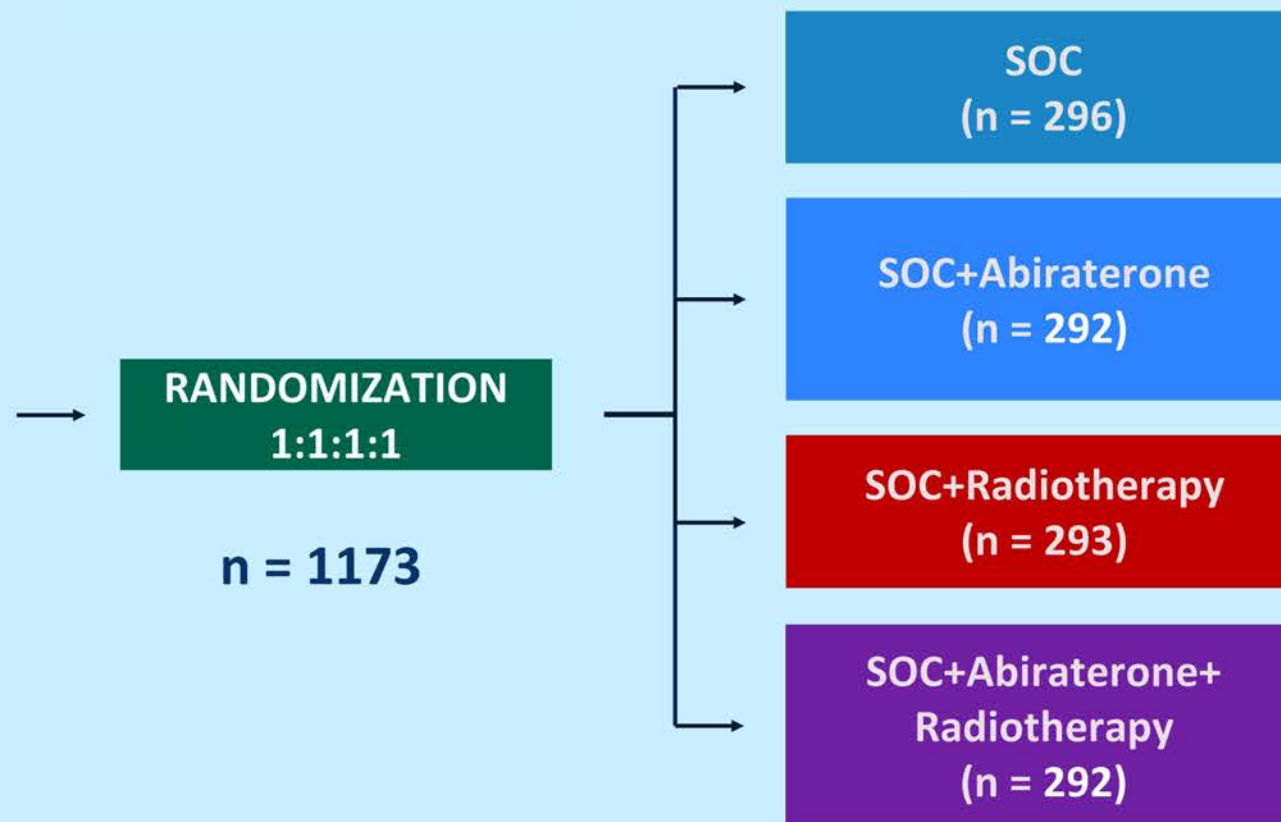 RANDOMIZATION
1:1:1:1
n = 1173
SOC
(n = 296)
SOC+Abiraterone
(n = 292)
SOC+Radiotherapy
(n = 293)
SOC+Abiraterone+
Radiotherapy
(n = 292)